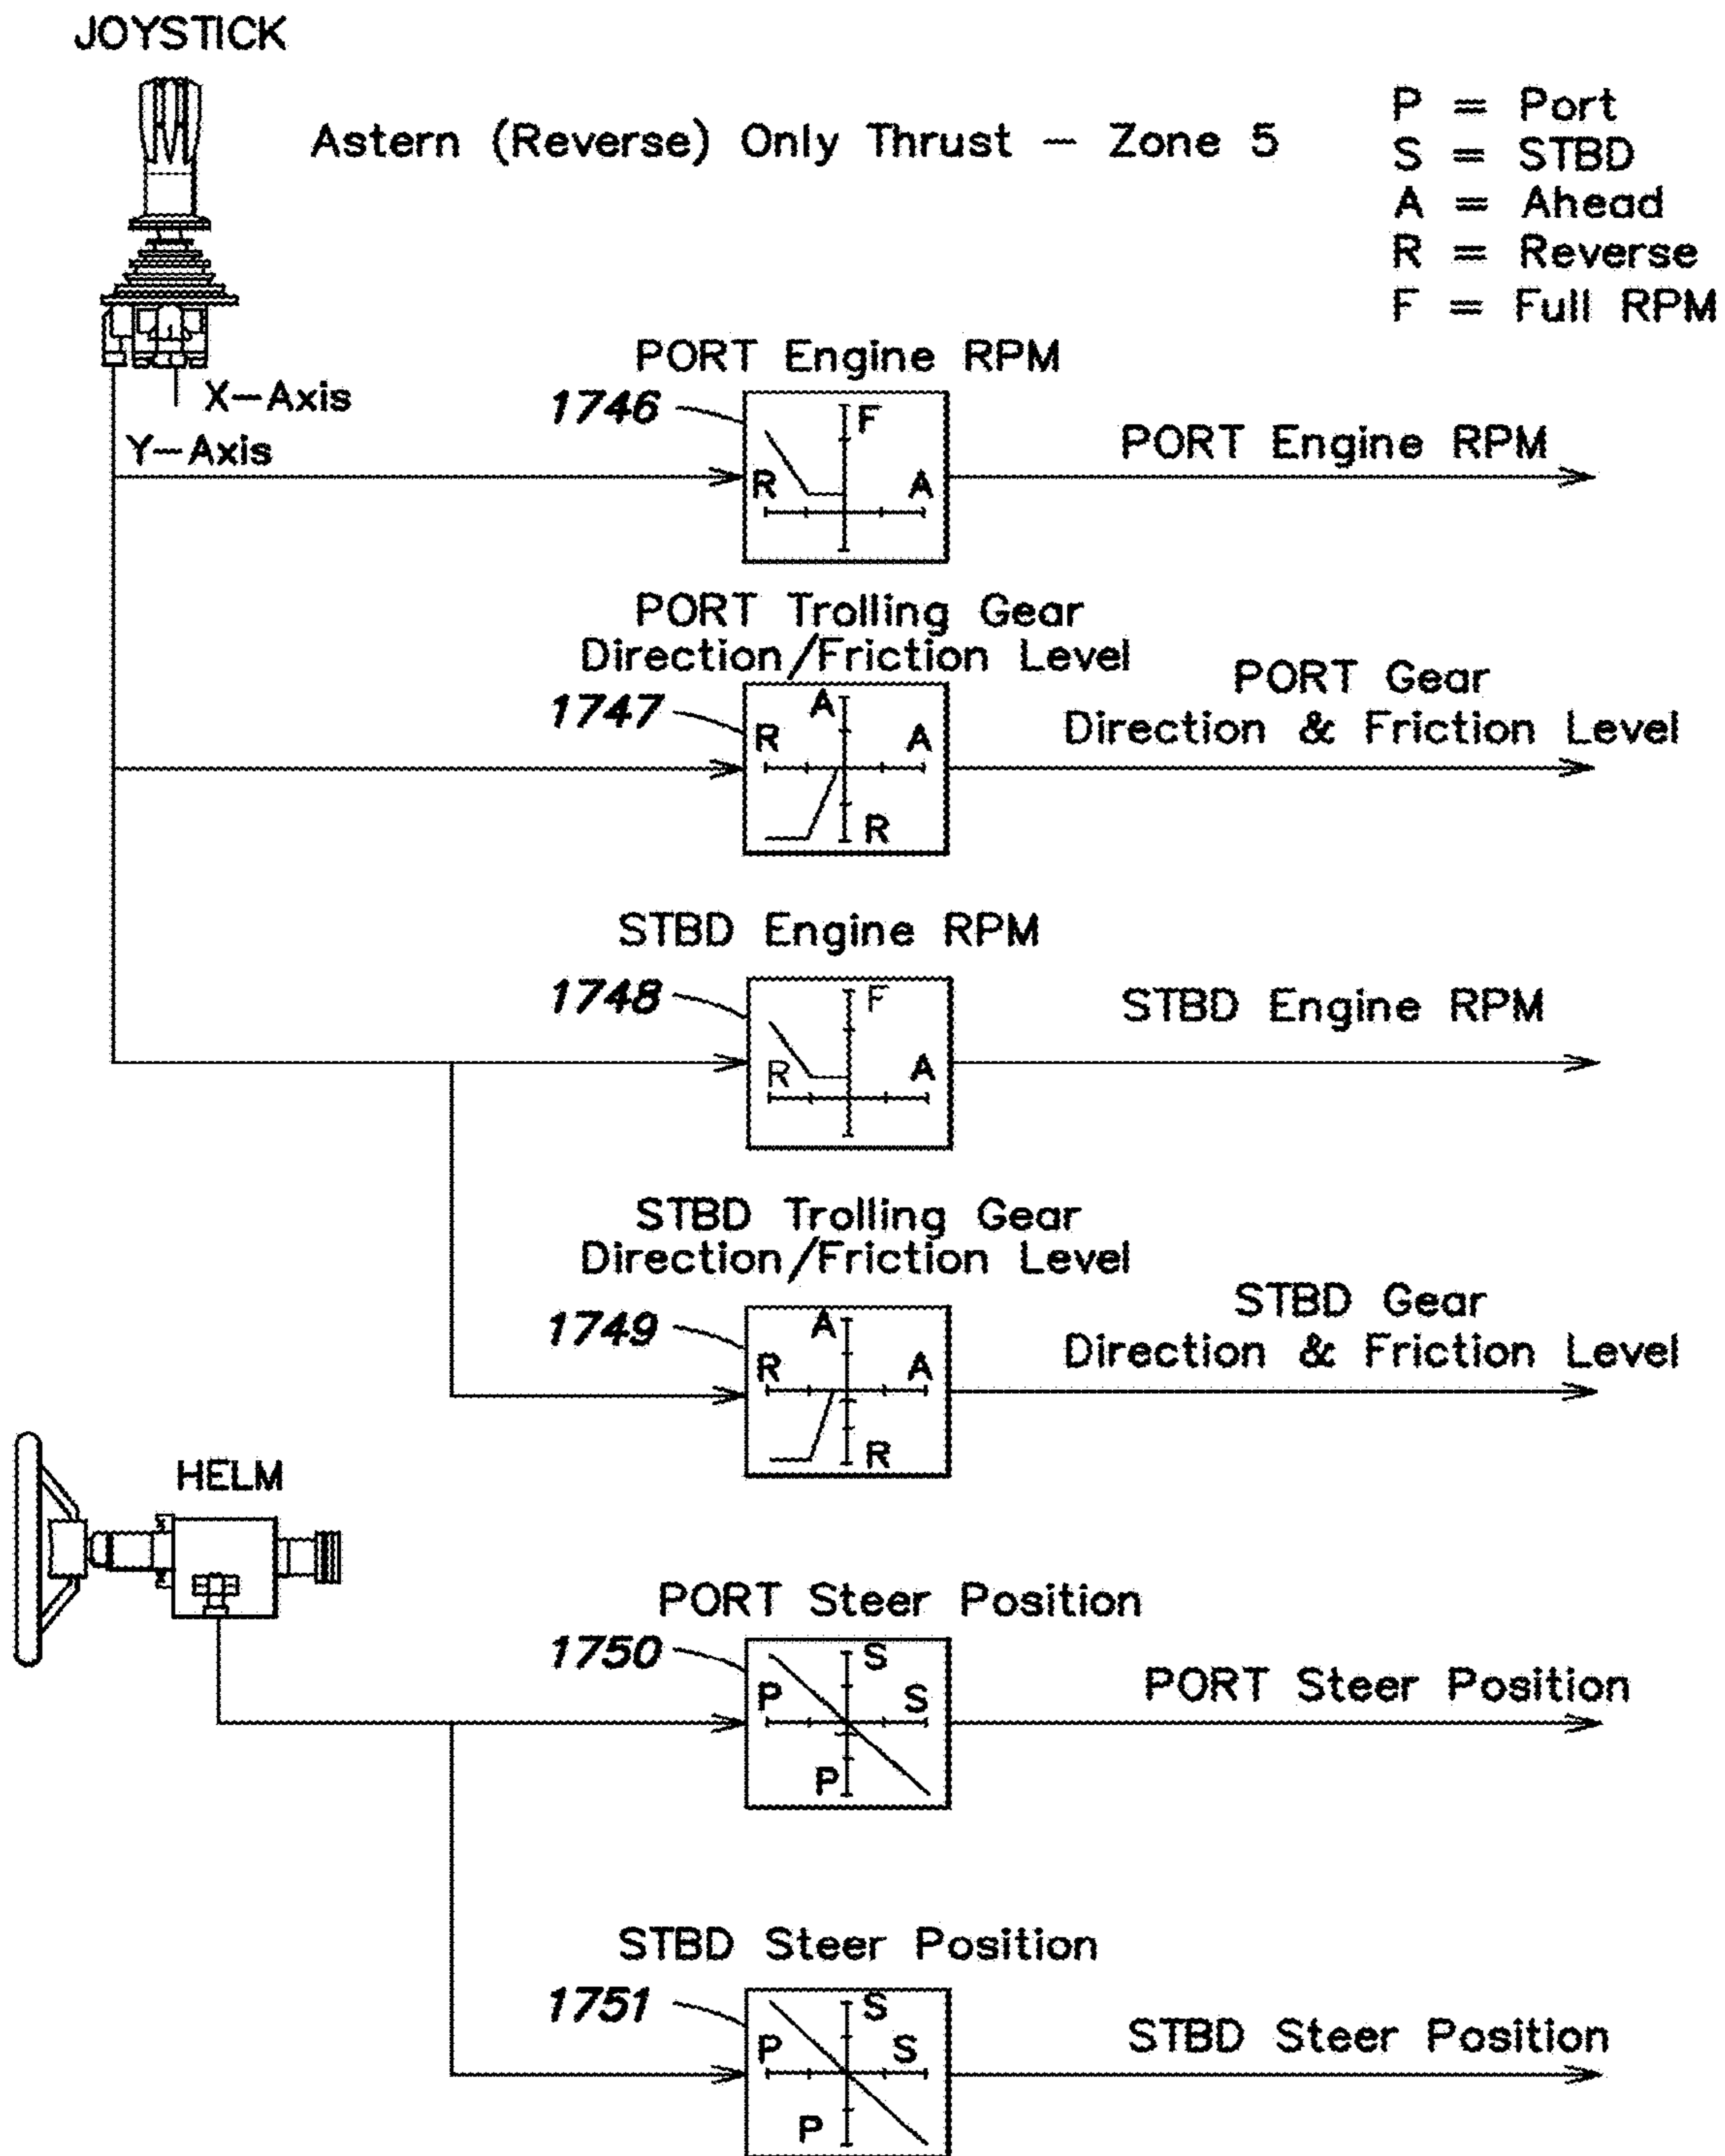 JOYSTICK
Astern (Reverse) Only Thrust — Zone 5
P = Port
S = STBD
A = Ahead
R = Reverse
F = Full RPM
X-Axis
Y-Axis
PORT Engine RPM
1746
F
R
A
PORT Engine RPM
PORT Trolling Gear
Direction/Friction Level
1747
A
R
A
R
PORT Gear
Direction & Friction Level
STBD Engine RPM
1748
F
R
A
STBD Engine RPM
STBD Trolling Gear
Direction/Friction Level
1749
A
R
A
R
STBD Gear
Direction & Friction Level
HELM
PORT Steer Position
1750
S
P
S
P
PORT Steer Position
STBD Steer Position
1751
S
P
S
P
STBD Steer Position